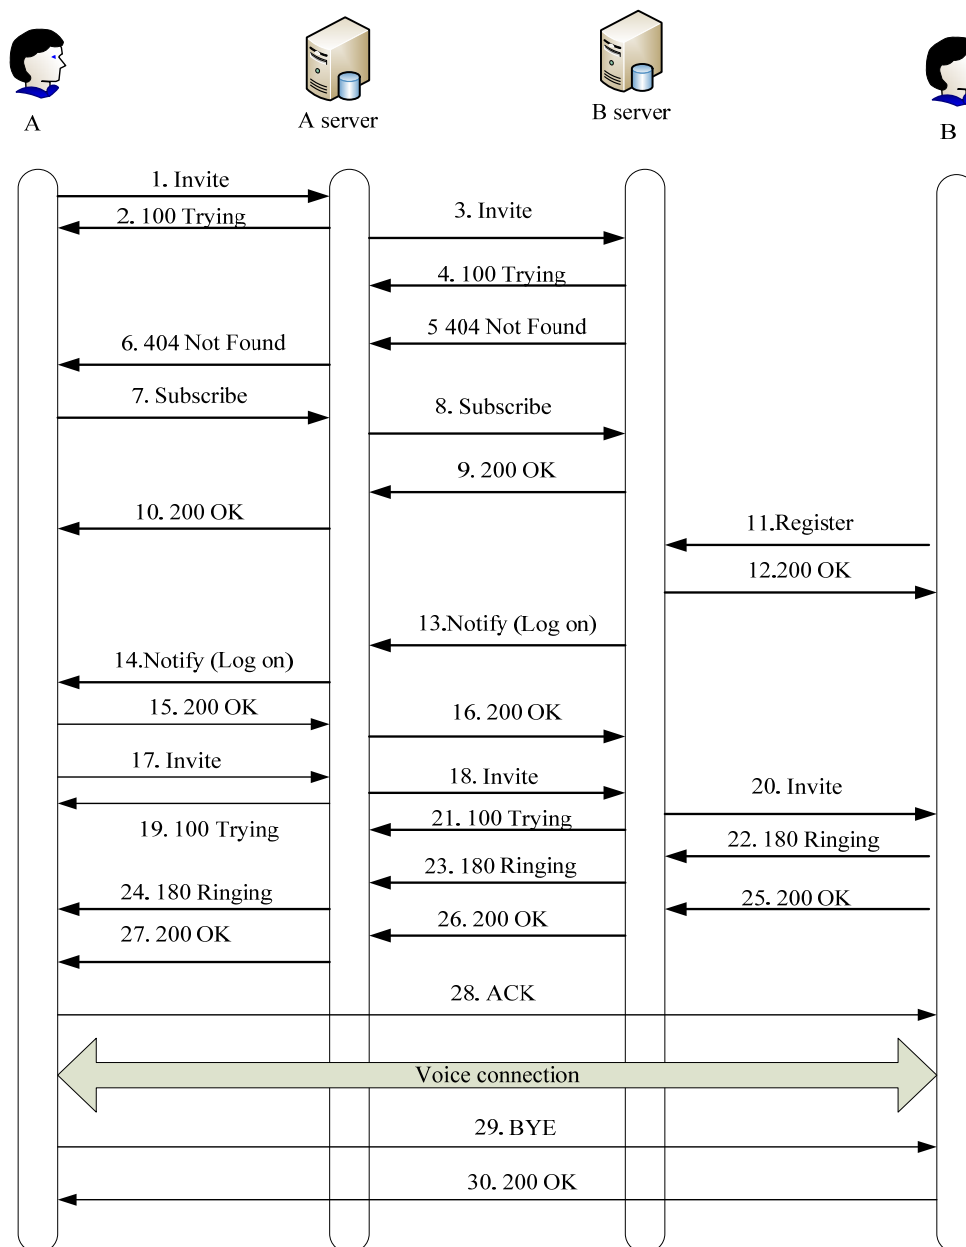 A
A server
B server
B
1. Invite
2. 100 Trying
3. Invite
4. 100 Trying
5 404 Not Found
6. 404 Not Found
7. Subscribe
8. Subscribe
9. 200 OK
10. 200 OK
11.Register
12.200 OK
13.Notify (Log on)
14.Notify (Log on)
15. 200 OK
16. 200 OK
17. Invite
18. Invite
19. 100 Trying
20. Invite
21. 100 Trying
22. 180 Ringing
23. 180 Ringing
24. 180 Ringing
25. 200 OK
26. 200 OK
27. 200 OK
28. ACK
Voice connection
29. BYE
30. 200 OK